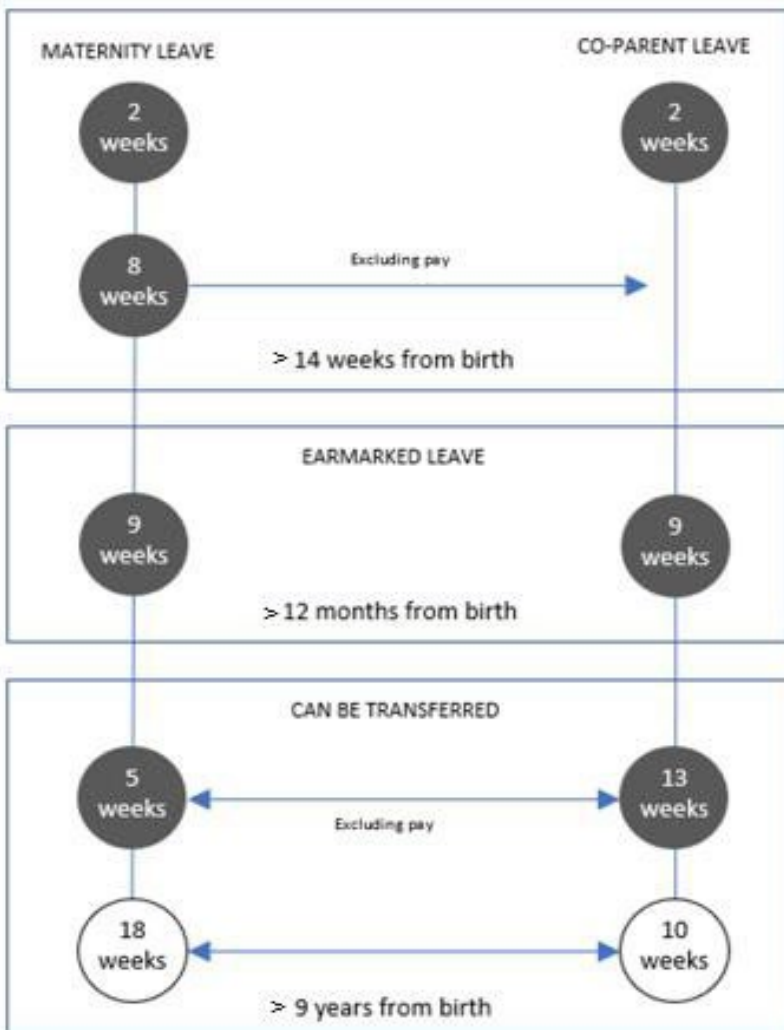 MATERNITY LEAVE
CO-PARENT LEAVE
2
weeks
2
weeks
8
weeks
Excluding pay
> 14 weeks from birth
EARMARKED LEAVE
9
weeks
9
weeks
> 12 months from birth
CAN BE TRANSFERRED
5
weeks
13
weeks
Excluding pay
18
weeks
10
weeks
> 9 years from birth